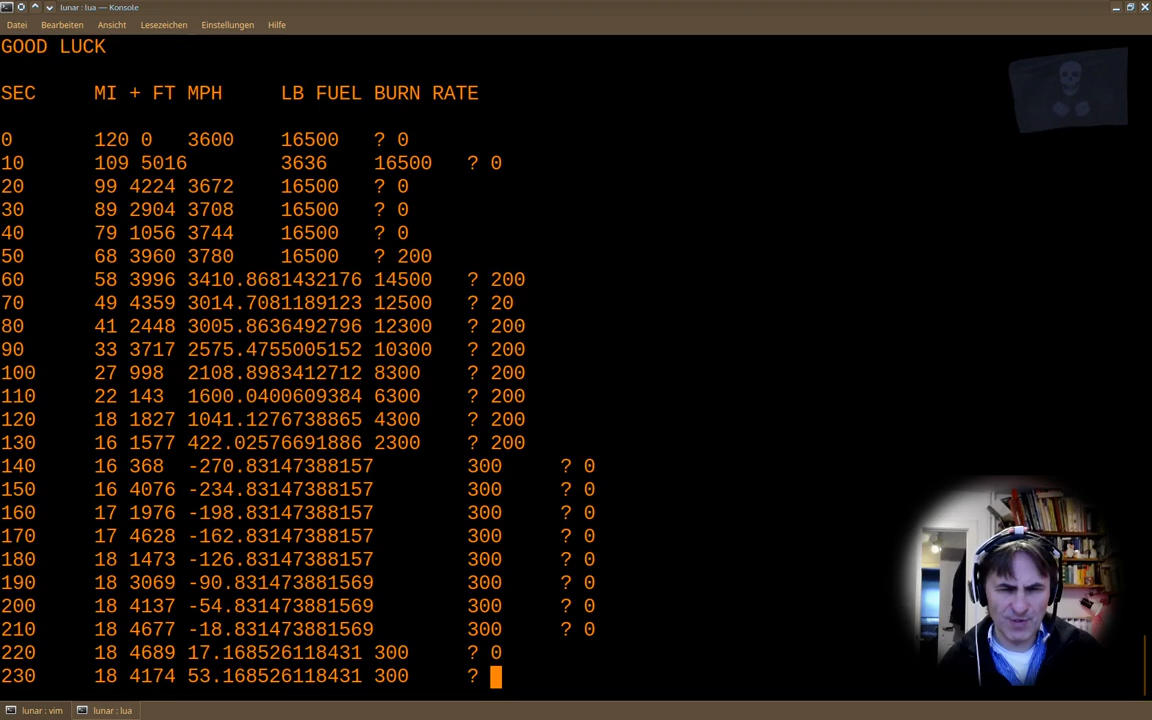 lunar : lua — Konsole
Datei Bearbeiten Ansicht Lesezeichen Einstellungen Hilfe
GOOD LUCK
SEC MI + FT MPH LB FUEL BURN RATE
0 120 0 3600 16500 ? 0
10 109 5016 3636 16500 ? 0
20 99 4224 3672 16500 ? 0
30 89 2904 3708 16500 ? 0
40 79 1056 3744 16500 ? 0
50 68 3960 3780 16500 ? 200
60 58 3996 3410.8681432176 14500 ? 200
70 49 4359 3014.7081189123 12500 ? 20
80 41 2448 3005.8636492796 12300 ? 200
90 33 3717 2575.4755005152 10300 ? 200
100 27 998 2108.8983412712 8300 ? 200
110 22 143 1600.0400609384 6300 ? 200
120 18 1827 1041.1276738865 4300 ? 200
130 16 1577 422.02576691886 2300 ? 200
140 16 368 -270.83147388157 300 ? 0
150 16 4076 -234.83147388157 300 ? 0
160 17 1976 -198.83147388157 300 ? 0
170 17 4628 -162.83147388157 300 ? 0
180 18 1473 -126.83147388157 300 ? 0
190 18 3069 -90.831473881569 300 ? 0
200 18 4137 -54.831473881569 300 ? 0
210 18 4677 -18.831473881569 300 ? 0
220 18 4689 17.168526118431 300 ? 0
230 18 4174 53.168526118431 300 ?
lunar : vim lunar : lua